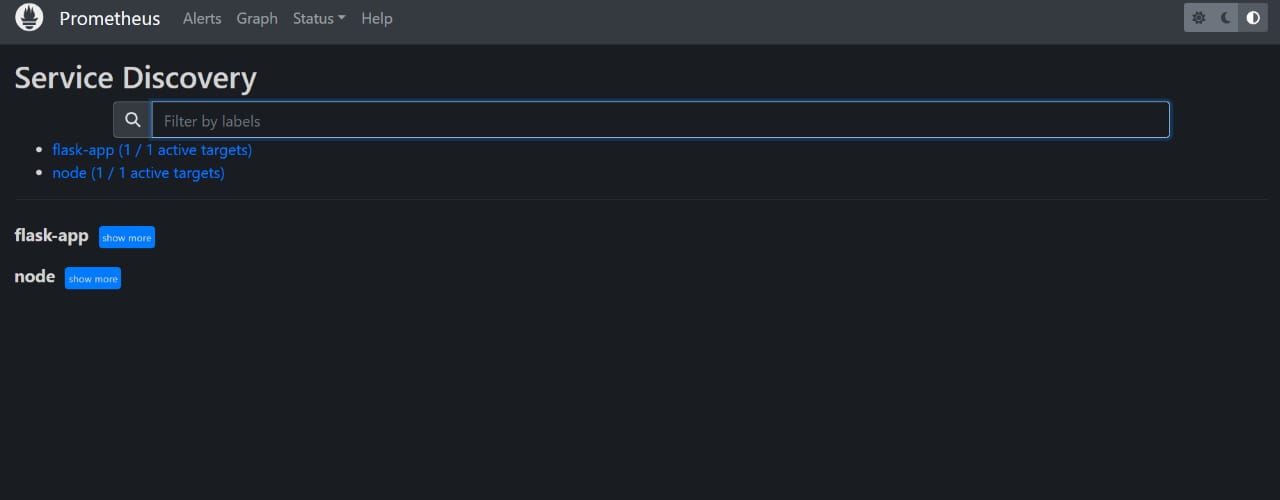 Prometheus Alerts Graph Status Help
Service Discovery
Filter by labels
flask-app (1 / 1 active targets)
node (1 / 1 active targets)
flask-app show more
node show more